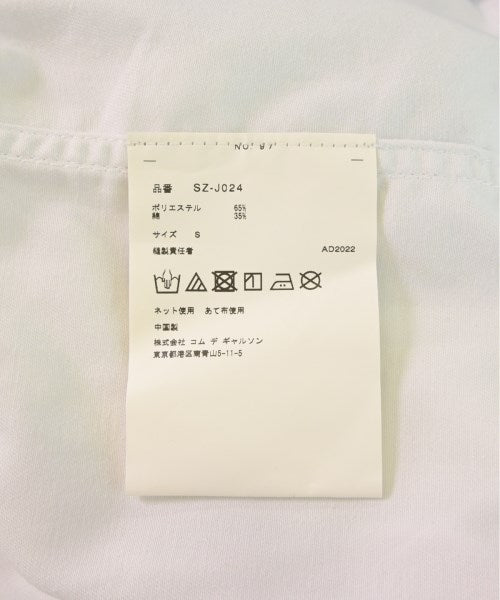 NO. 97
品番 SZ-J024
ポリエステル 65%
綿 35%
サイズ S
縫製責任者 AD2022
ネット使用 あて布使用
中国製
株式会社 コム デ ギャルソン
東京都港区南青山5-11-5